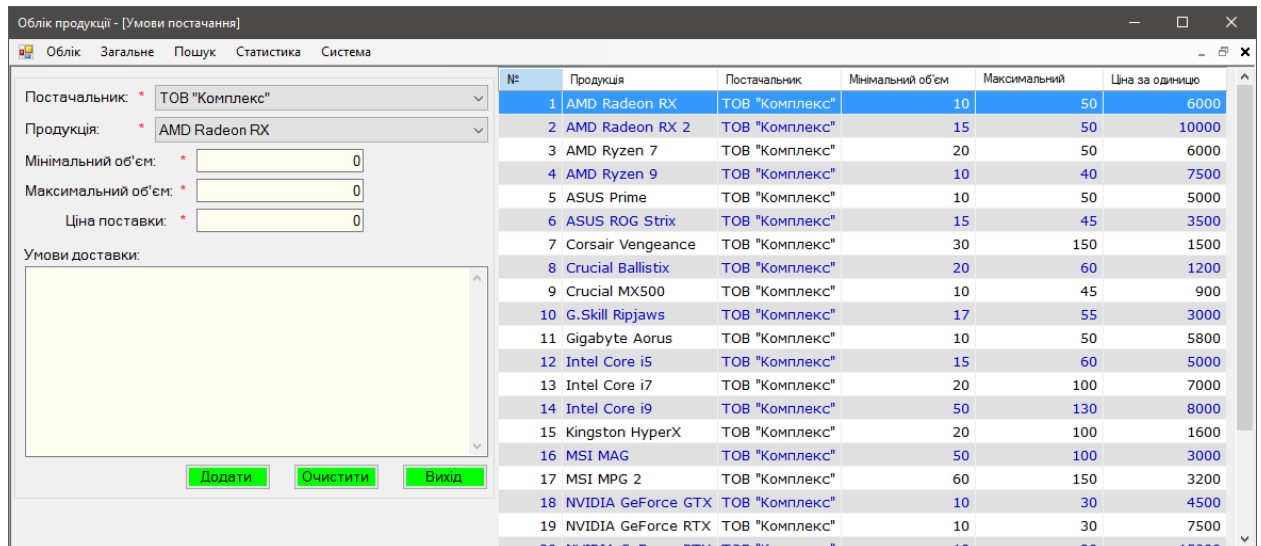 Облік продукції - [Умови постачання]
Облік Загальне Пошук Статистика Система
Постачальник: * ТОВ "Комплекс"
Продукція: * AMD Radeon RX
Мінімальний об'єм: * 0
Максимальний об'єм: * 0
Ціна поставки: * 0
Умови доставки:
Додати Очистити Вихід
№ Продукція Постачальник Мінімальний об'єм Максимальний Ціна за одиницю
1 AMD Radeon RX ТОВ "Комплекс" 10 50 6000
2 AMD Radeon RX 2 ТОВ "Комплекс" 15 50 10000
3 AMD Ryzen 7 ТОВ "Комплекс" 20 50 6000
4 AMD Ryzen 9 ТОВ "Комплекс" 10 40 7500
5 ASUS Prime ТОВ "Комплекс" 10 50 5000
6 ASUS ROG Strix ТОВ "Комплекс" 15 45 3500
7 Corsair Vengeance ТОВ "Комплекс" 30 150 1500
8 Crucial Ballistix ТОВ "Комплекс" 20 60 1200
9 Crucial MX500 ТОВ "Комплекс" 10 45 900
10 G.Skill Ripjaws ТОВ "Комплекс" 17 55 3000
11 Gigabyte Aorus ТОВ "Комплекс" 10 50 5800
12 Intel Core i5 ТОВ "Комплекс" 15 60 5000
13 Intel Core i7 ТОВ "Комплекс" 20 100 7000
14 Intel Core i9 ТОВ "Комплекс" 50 130 8000
15 Kingston HyperX ТОВ "Комплекс" 20 100 1600
16 MSI MAG ТОВ "Комплекс" 50 100 3000
17 MSI MPG 2 ТОВ "Комплекс" 60 150 3200
18 NVIDIA GeForce GTX ТОВ "Комплекс" 10 30 4500
19 NVIDIA GeForce RTX ТОВ "Комплекс" 10 30 7500